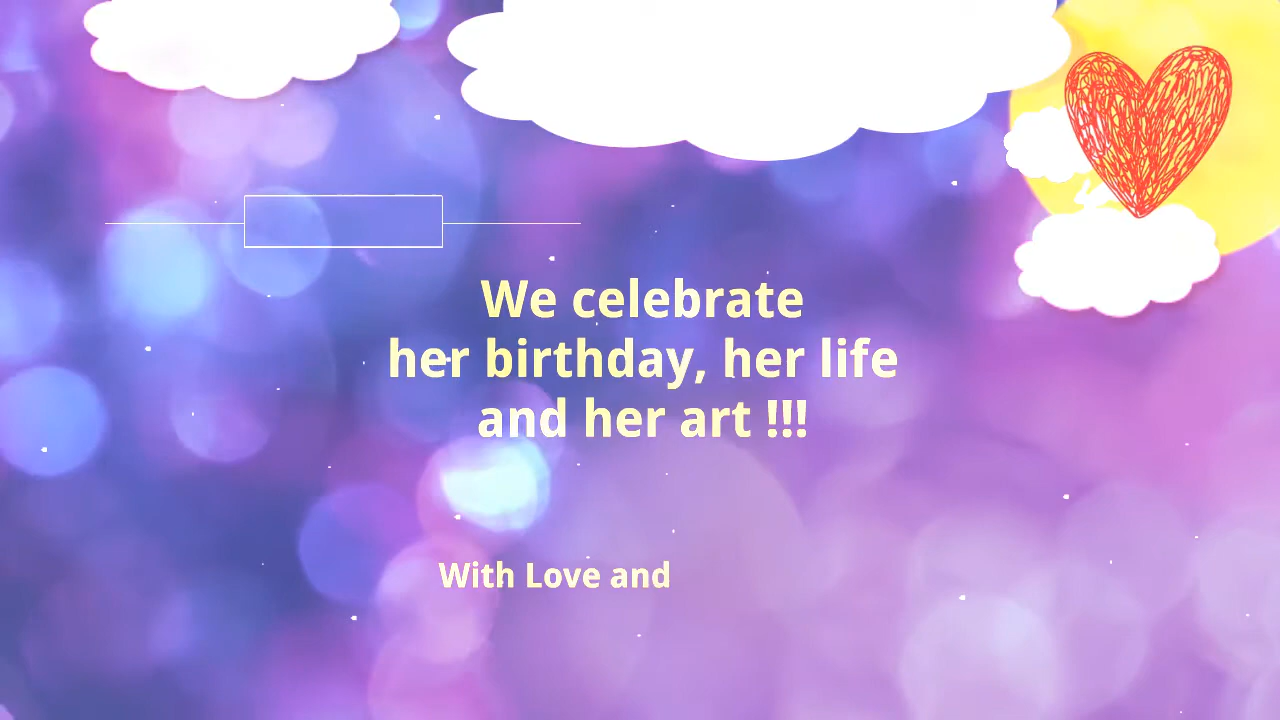 We celebrate
her birthday, her life
and her art !!!
With Love and